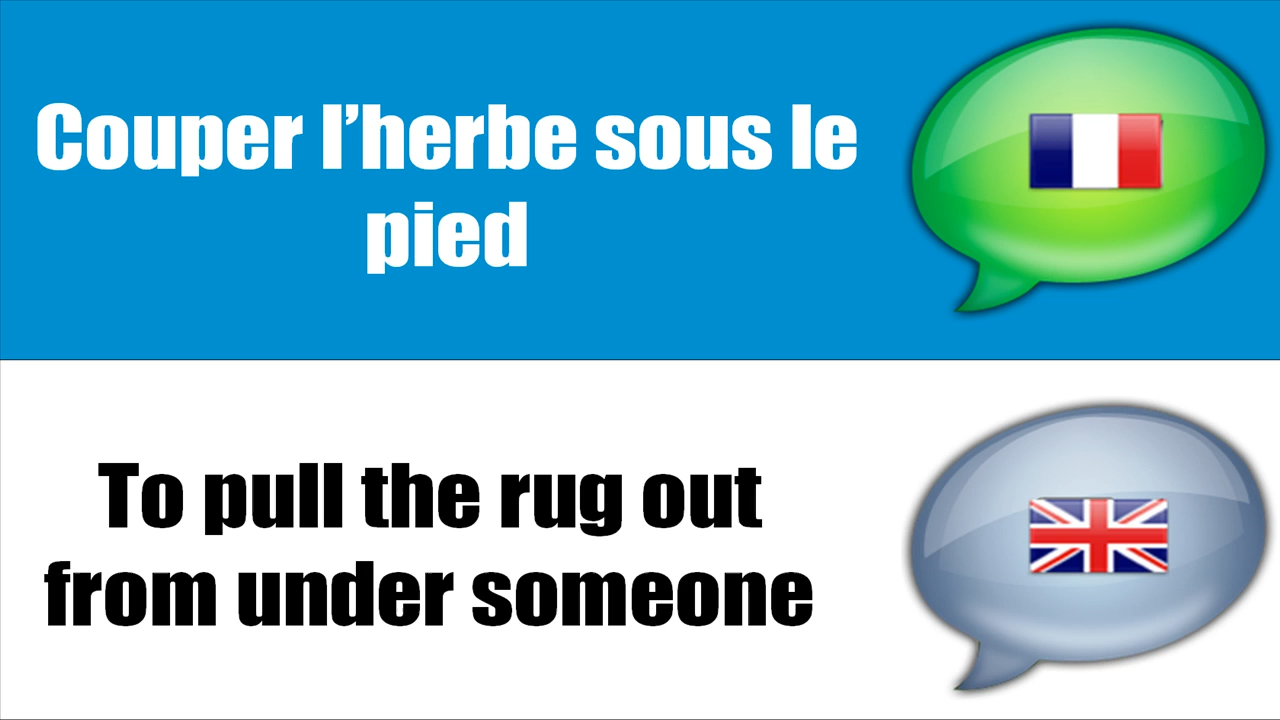 Couper l’herbe sous le
pied
To pull the rug out
from under someone